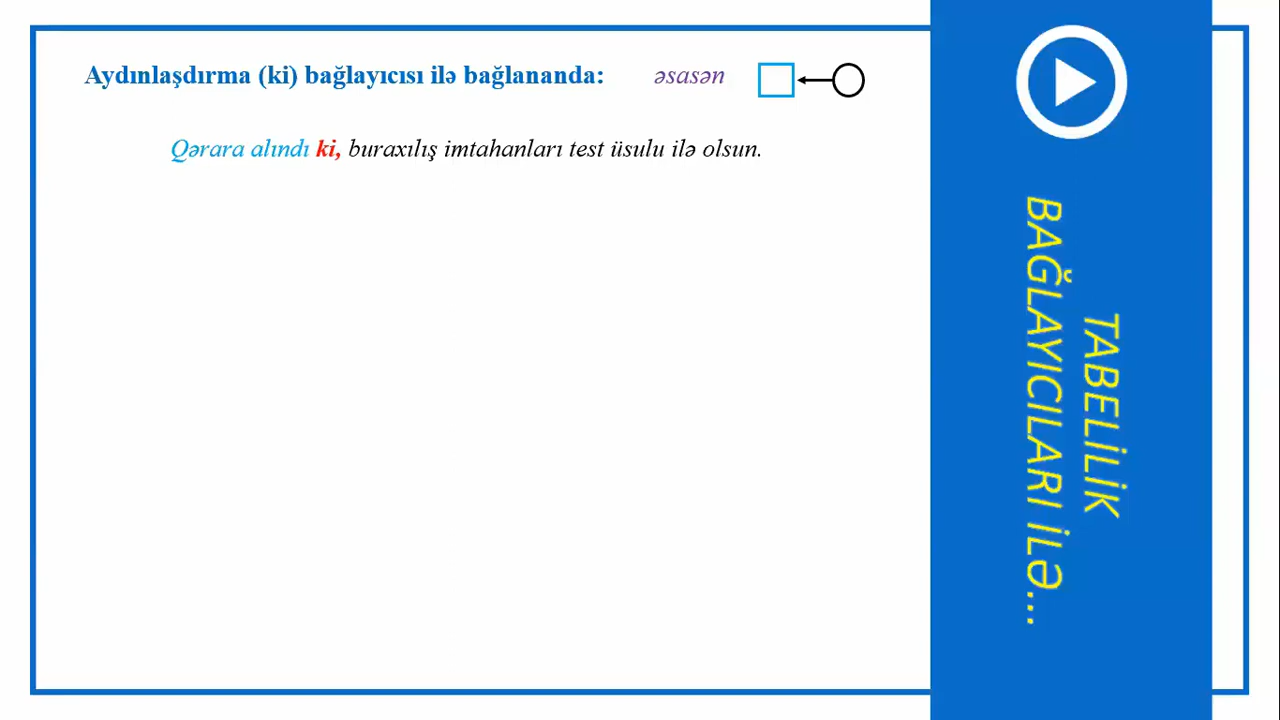 Aydınlaşdırma (ki) bağlayıcısı ilə bağlananda: əsasən
Qərara alındı ki, buraxılış imtahanları test üsulu ilə olsun.
TABELİLİK
BAĞLAYICILARI İLƏ...